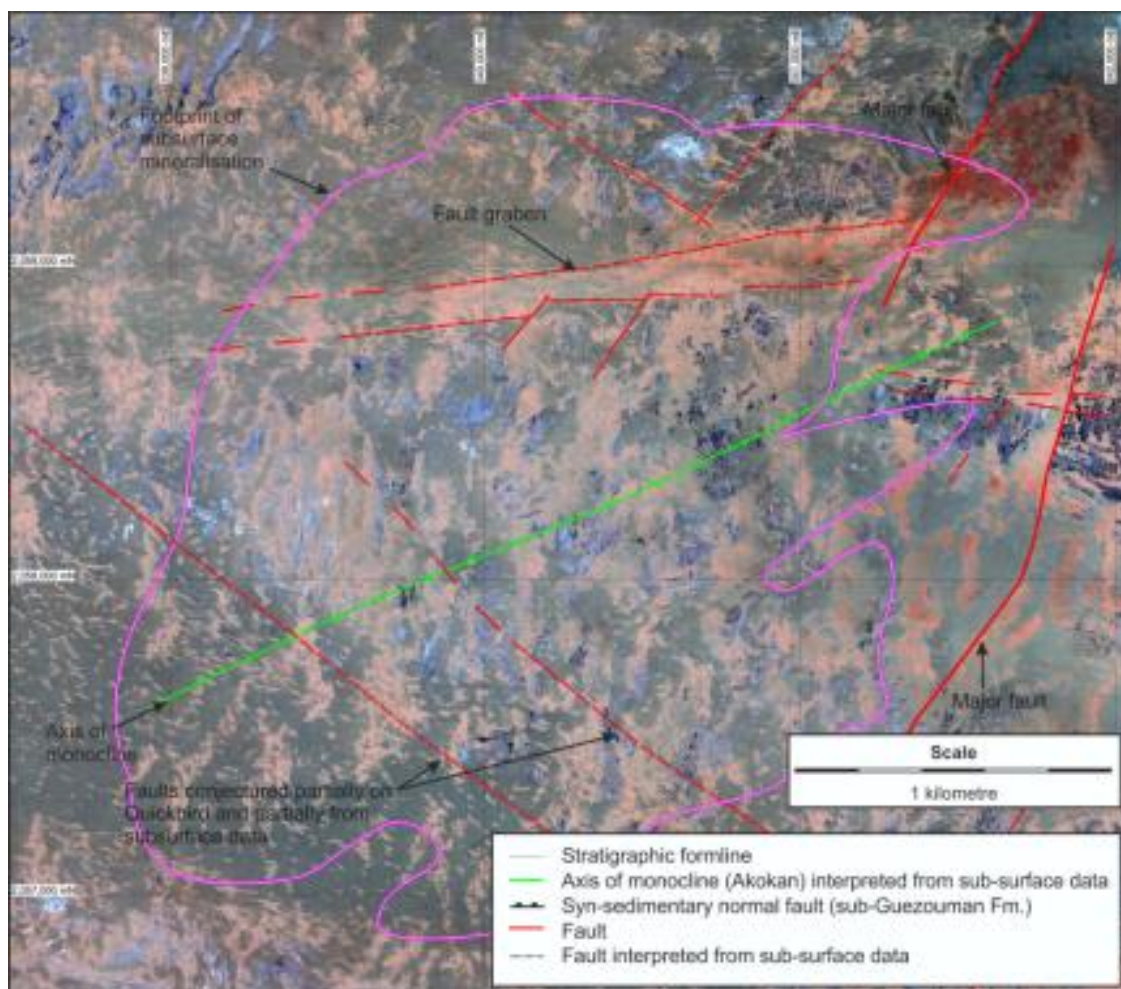 Footprint of
subsurface
mineralisation
Major fault
Fault graben
Axis of
monocline
Faults conjectured partially on
Quickbird and partially from
subsurface data
Major fault
Scale
1 kilometre
Stratigraphic formline
Axis of monocline (Akokan) interpreted from sub-surface data
Syn-sedimentary normal fault (sub-Guezouman Fm.)
Fault
Fault interpreted from sub-surface data